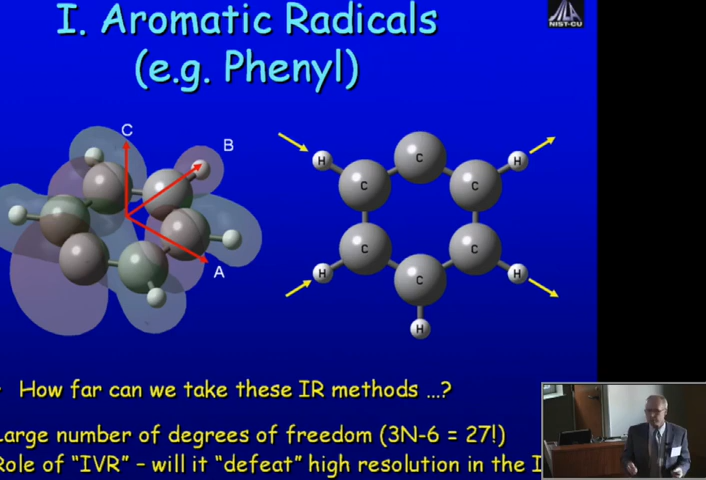 I. Aromatic Radicals
(e.g. Phenyl)
NIST-CU
C
B
A
H
C
H
C
C
C
C
H
C
H
H
How far can we take these IR methods …?
Large number of degrees of freedom (3N-6 = 27!)
Role of "IVR" – will it "defeat" high resolution in the I